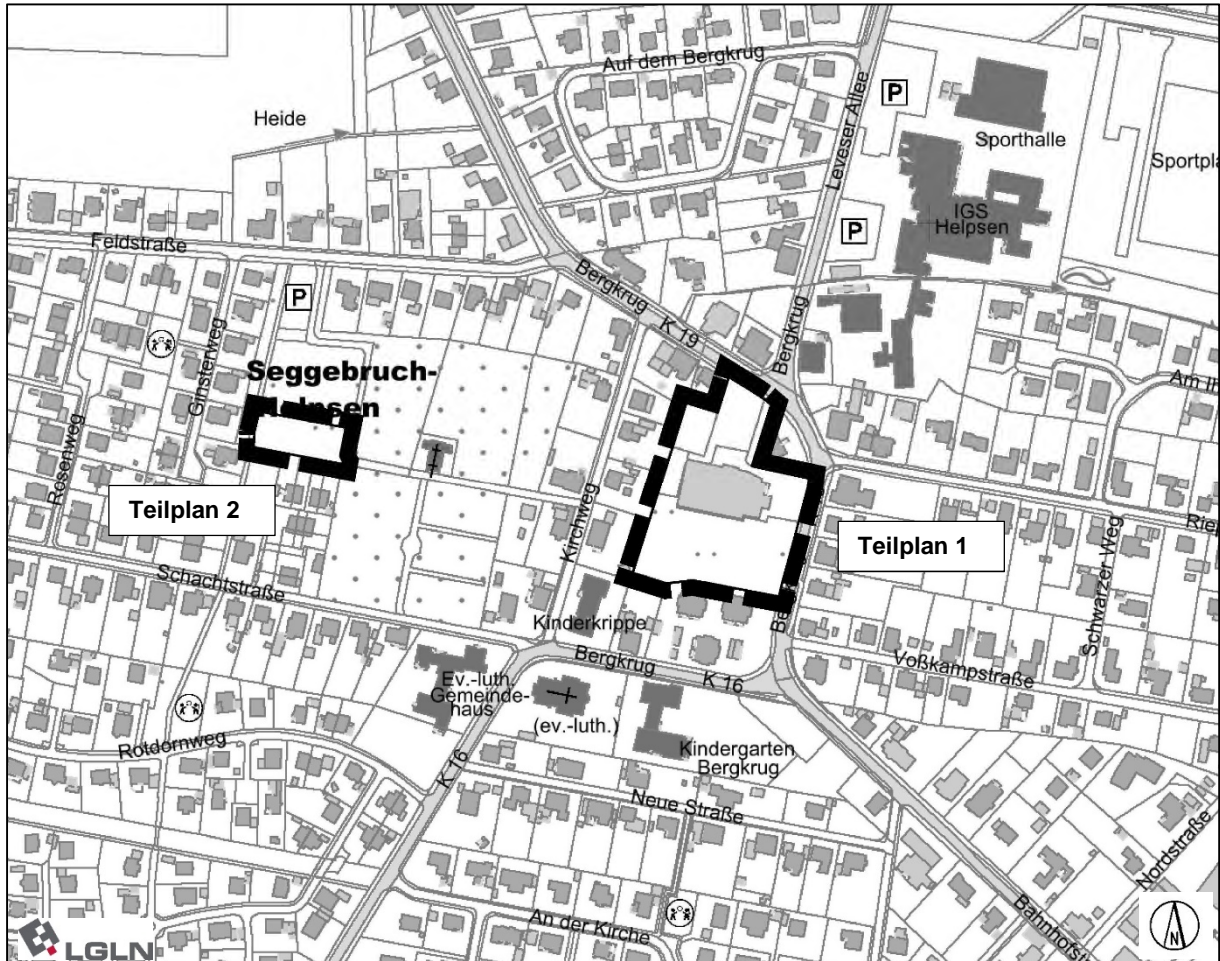 Auf dem Bergkrug
Leveser Allee
P
Heide
Sporthalle
IGS
Helpsen
P
Feldstraße
Bergkrug
K 19
Bergkrug
P
Ginsterweg
Seggebruch-
Rosenweg
Kirchweg
Teilplan 2
Teilplan 1
Schwarzer Weg
Schachtstraße
Kinderkrippe
Bergkrug
K 16
Voßkampstraße
Ev.-luth.
Gemeinde-
haus
(ev.-luth.)
Kindergarten
Bergkrug
Rotdornweg
K 16
Neue Straße
Nordstraße
An der Kirche
N
LGLN